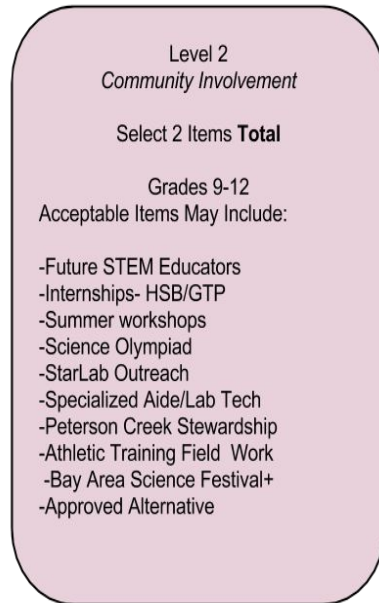 Level 2
Community Involvement
Select 2 Items Total
Grades 9-12
Acceptable Items May Include:
-Future STEM Educators
-Internships- HSB/GTP
-Summer workshops
-Science Olympiad
-StarLab Outreach
-Specialized Aide/Lab Tech
-Peterson Creek Stewardship
-Athletic Training Field Work
-Bay Area Science Festival+
-Approved Alternative